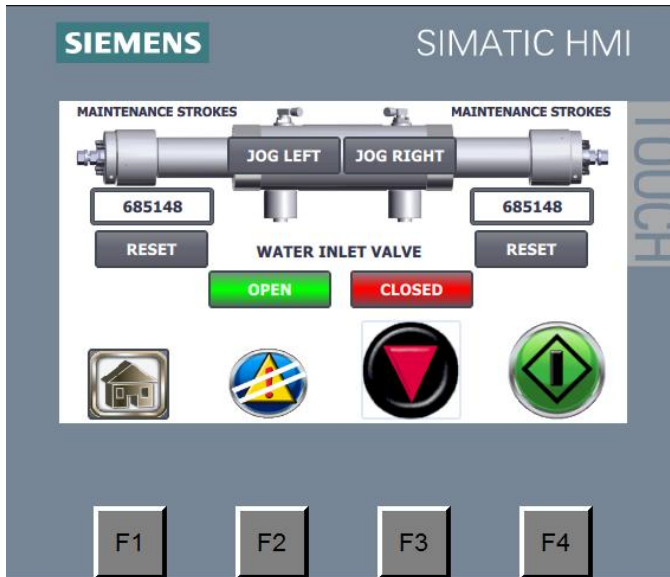 SIEMENS
SIMATIC HMI
TOUCH
MAINTENANCE STROKES
MAINTENANCE STROKES
JOG LEFT
JOG RIGHT
685148
685148
RESET
WATER INLET VALVE
RESET
OPEN
CLOSED
F1
F2
F3
F4